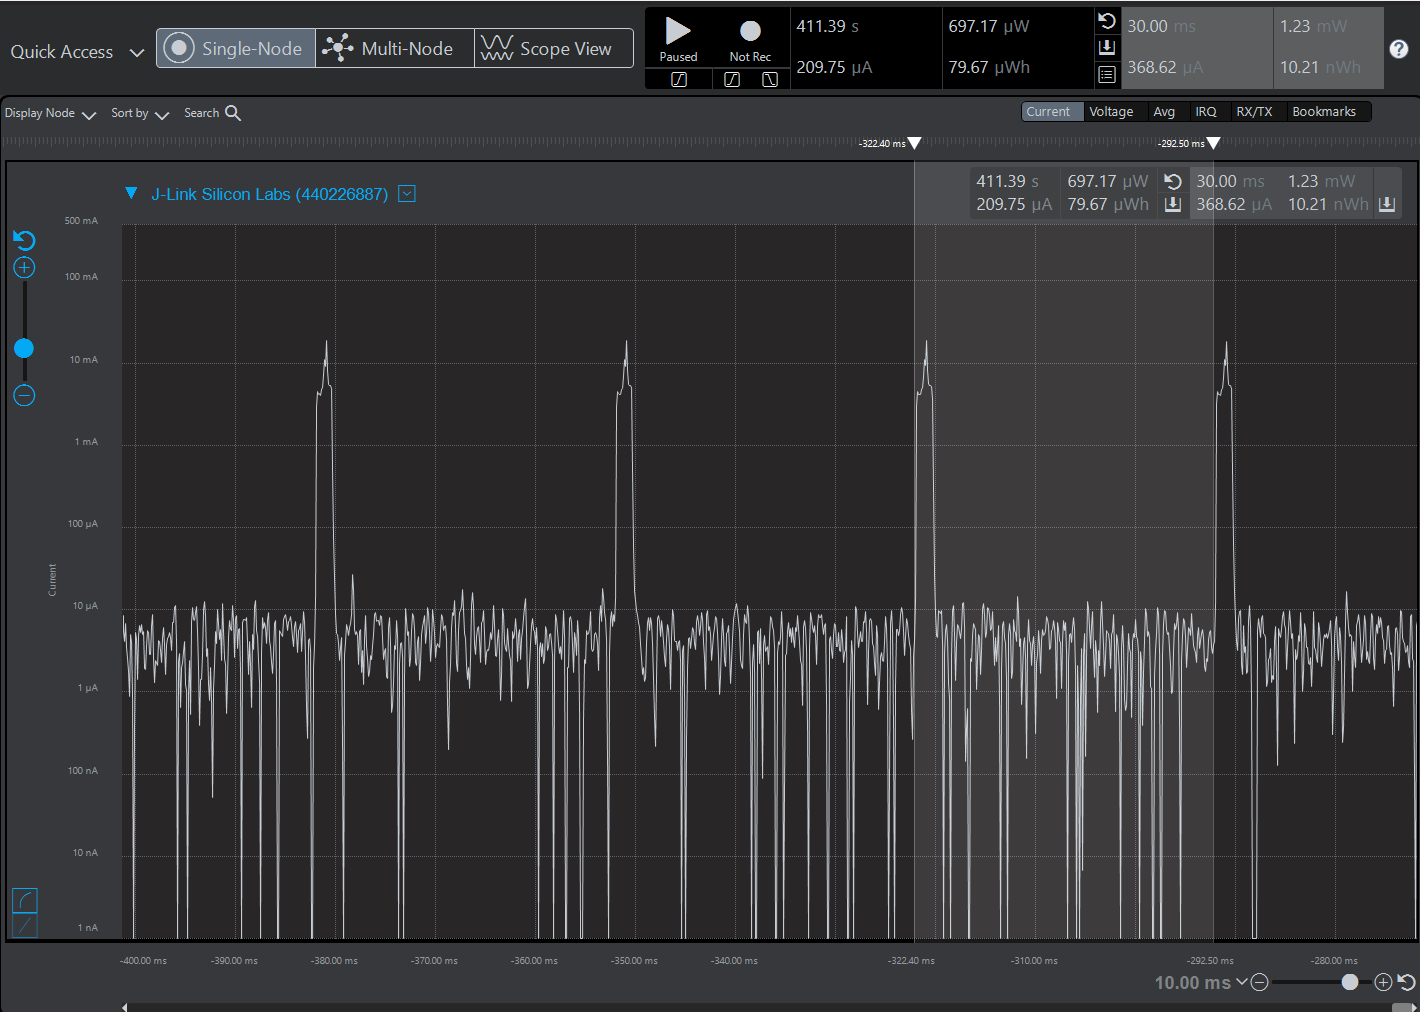 Quick Access
Single-Node
Multi-Node
Scope View
Paused
Not Rec
411.39 s
697.17 µW
209.75 µA
79.67 µWh
30.00 ms
1.23 mW
368.62 µA
10.21 nWh
?
Display Node
Sort by
Search
Current
Voltage
Avg
IRQ
RX/TX
Bookmarks
-322.40 ms
-292.50 ms
J-Link Silicon Labs (440226887)
411.39 s
697.17 µW
30.00 ms
1.23 mW
209.75 µA
79.67 µWh
368.62 µA
10.21 nWh
500 mA
100 mA
10 mA
1 mA
100 µA
10 µA
1 µA
100 nA
10 nA
1 nA
Current
-400.00 ms
-390.00 ms
-380.00 ms
-370.00 ms
-360.00 ms
-350.00 ms
-340.00 ms
-322.40 ms
-310.00 ms
-292.50 ms
-280.00 ms
10.00 ms